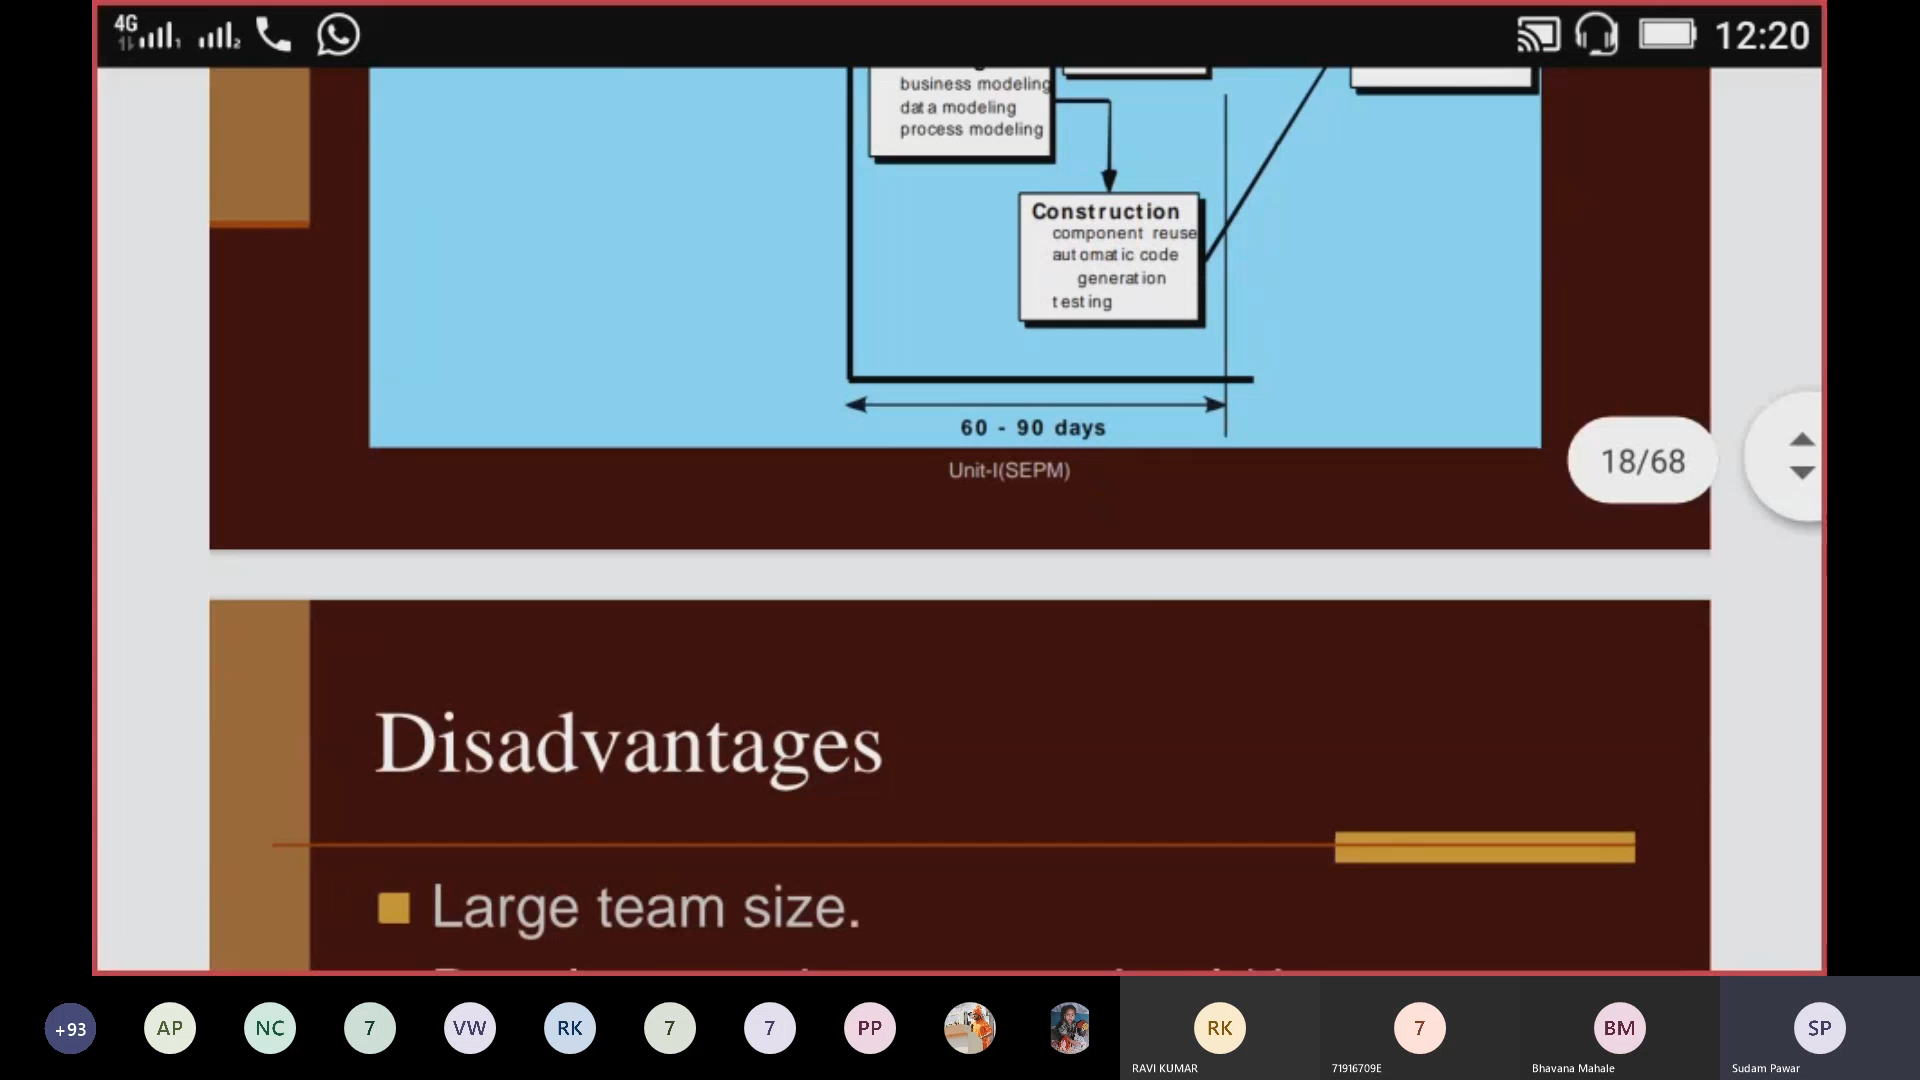 4G
1
2
12:20
business modeling
data modeling
process modeling
Construction
component reuse
automatic code
generation
testing
60 - 90 days
Unit-I(SEPM)
18/68
Disadvantages
Large team size.
+93
AP
NC
7
VW
RK
7
7
PP
RK
7
BM
SP
RAVI KUMAR
71916709E
Bhavana Mahale
Sudam Pawar